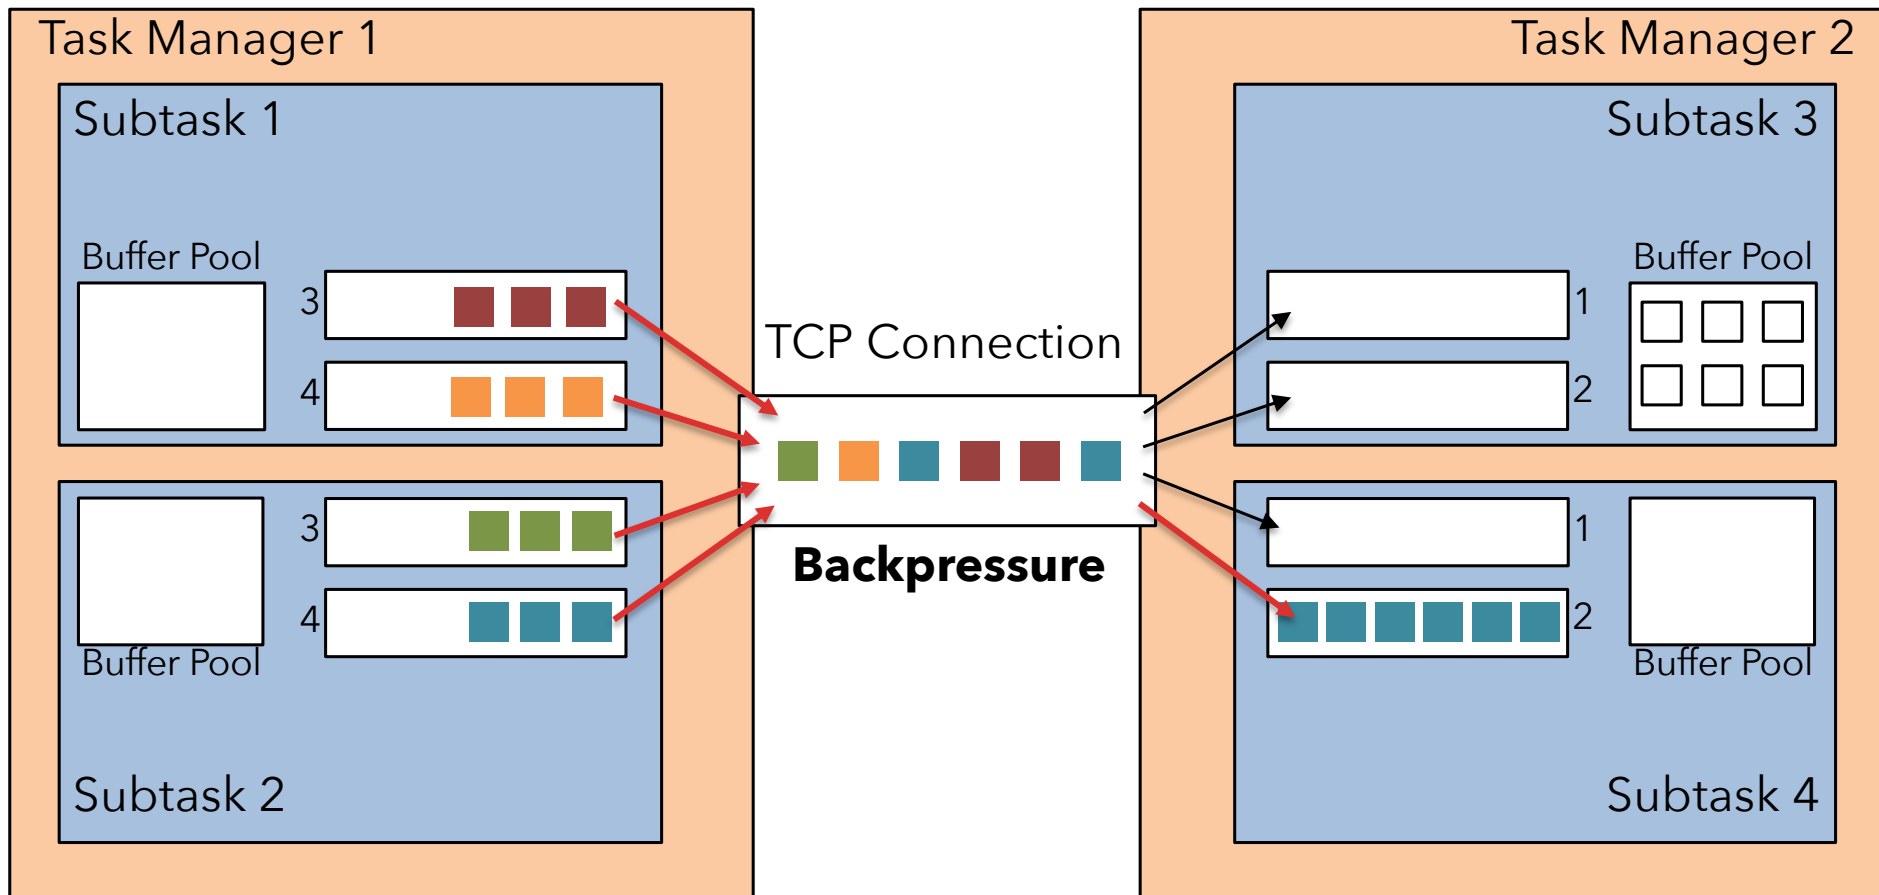 Task Manager 1
Subtask 1
Buffer Pool
3
4
3
4
Buffer Pool
Subtask 2
TCP Connection
Backpressure
Task Manager 2
Subtask 3
Buffer Pool
1
2
1
2
Buffer Pool
Subtask 4